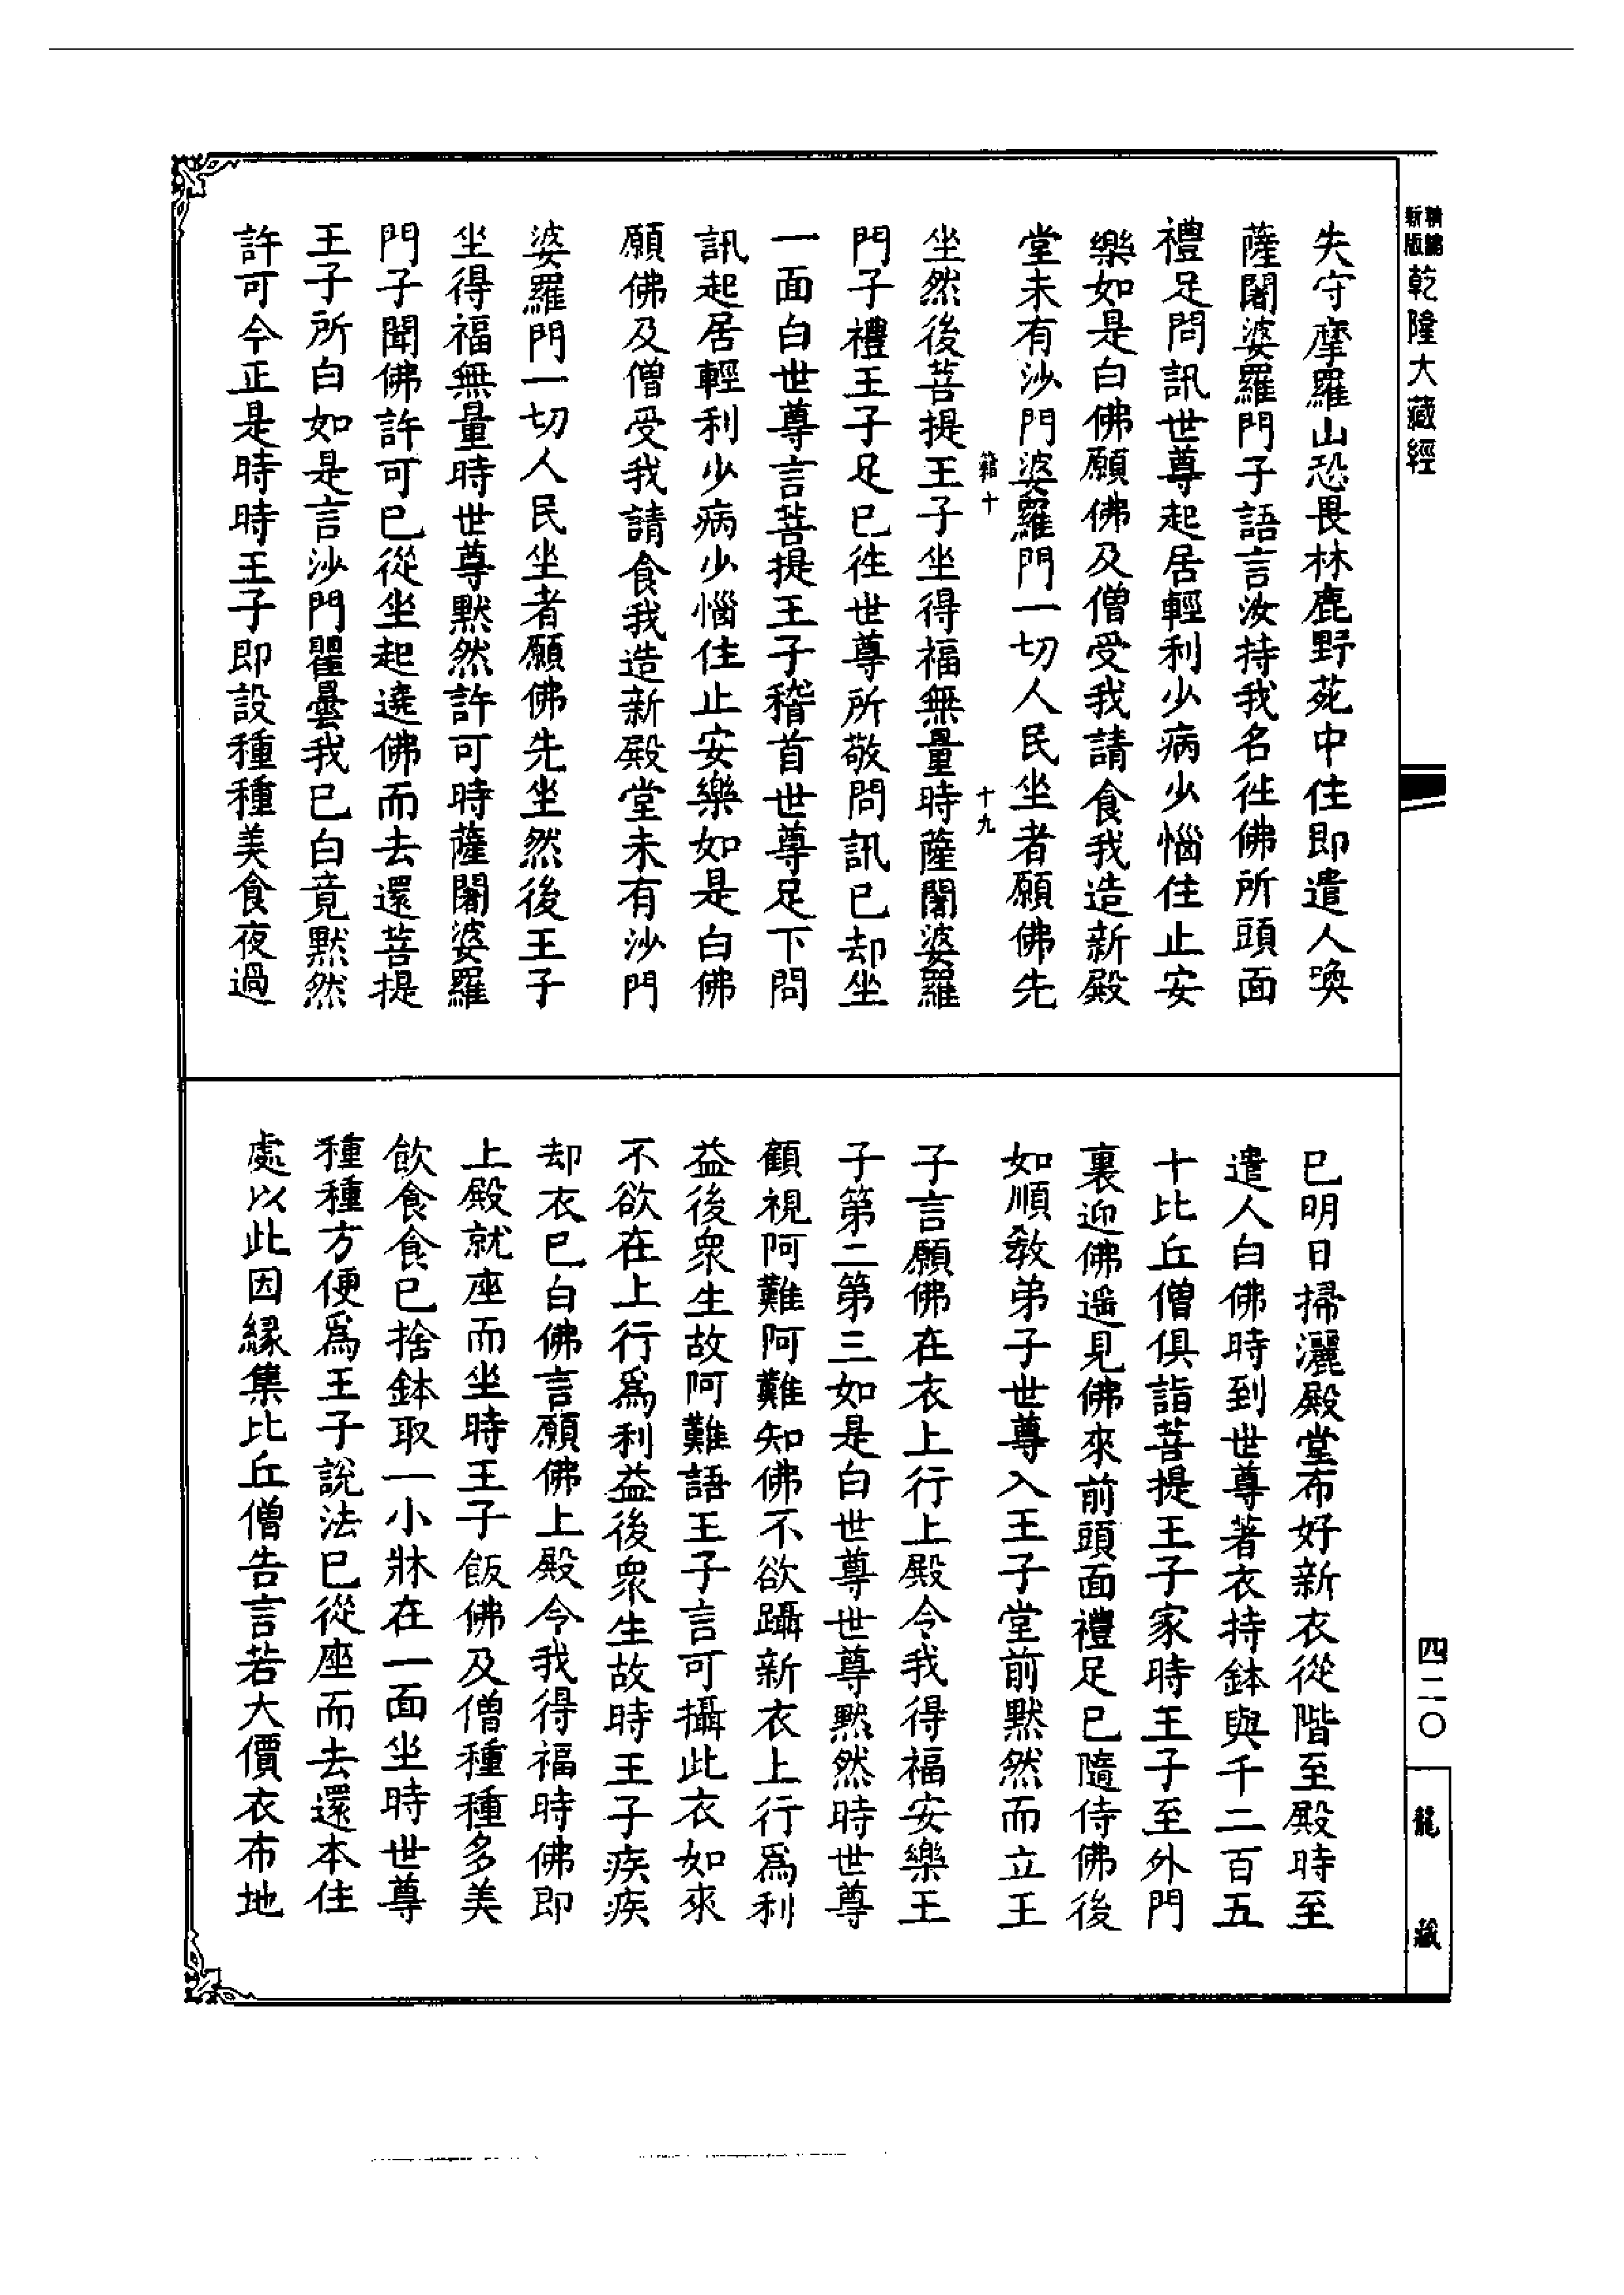 新編
新版
乾隆大藏經
四二〇
龍藏
失守摩羅山恐畏林鹿野苑中住即遣人喚
薩闍婆羅門子語言汝持我名往佛所頭面
禮足問訊世尊起居輕利少病少惱住止安
樂如是白佛願佛及僧受我請食我造新殿
堂未有沙門婆羅門一切人民坐者願佛先
十
十九
坐然後菩提王子坐得福無量時薩闍婆羅
門子禮王子足已往世尊所敬問訊已却坐
一面白世尊言菩提王子稽首世尊足下問
訊起居輕利少病少惱住止安樂如是白佛
願佛及僧受我請食我造新殿堂未有沙門
婆羅門一切人民坐者願佛先坐然後王子
坐得福無量時世尊默然許可時薩闍婆羅
門子聞佛許可已從坐起遶佛而去還菩提
王子所白如是言沙門瞿曇我已白竟默然
許可今正是時時王子即設種種美食夜過
已明日掃灑殿堂布好新衣從階至殿時至
遣人白佛時到世尊著衣持鉢與千二百五
十比丘僧俱詣菩提王子家時王子至外門
裏迎佛遥見佛來前頭面禮足已隨侍佛後
如順教弟子世尊入王子堂前默然而立王
子言願佛在衣上行上殿令我得福安樂王
子第二第三如是白世尊世尊默然時世尊
顧視阿難阿難知佛不欲躡新衣上行爲利
益後衆生故阿難語王子言可攝此衣如來
不欲在上行爲利益後衆生故時王子疾疾
却衣已白佛言願佛上殿令我得福時佛即
上殿就座而坐時王子飯佛及僧種種多美
飲食食已捨鉢取一小牀在一面坐時世尊
種種方便爲王子說法已從座而去還本住
處以此因緣集比丘僧告言若大價衣布地